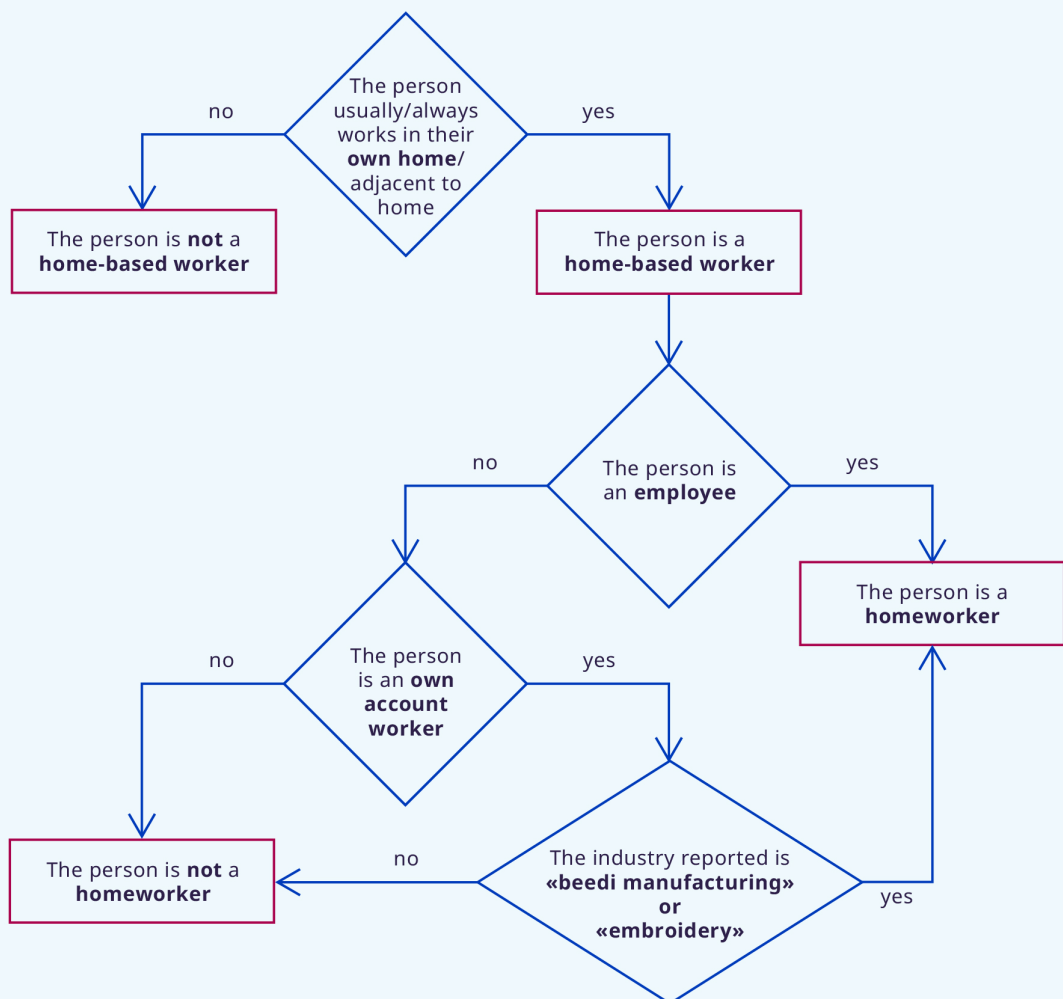 The person
usually/always
works in their
own home/
adjacent to
home
no
yes
The person is not a
home-based worker
The person is a
home-based worker
The person is
an employee
no
yes
The person is a
homeworker
The person
is an own
account
worker
no
yes
The industry reported is
«beedi manufacturing»
or
«embroidery»
no
yes
The person is not a
homeworker